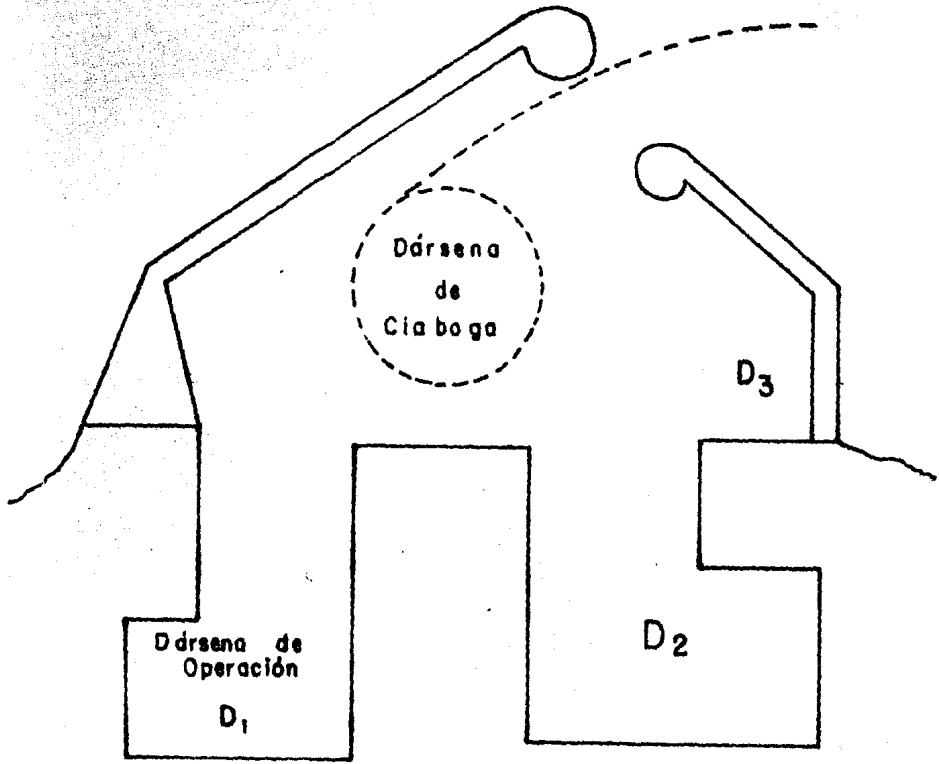 Dársena
de
Ciaboga
D3
Dársena de
Operación
D1
D2